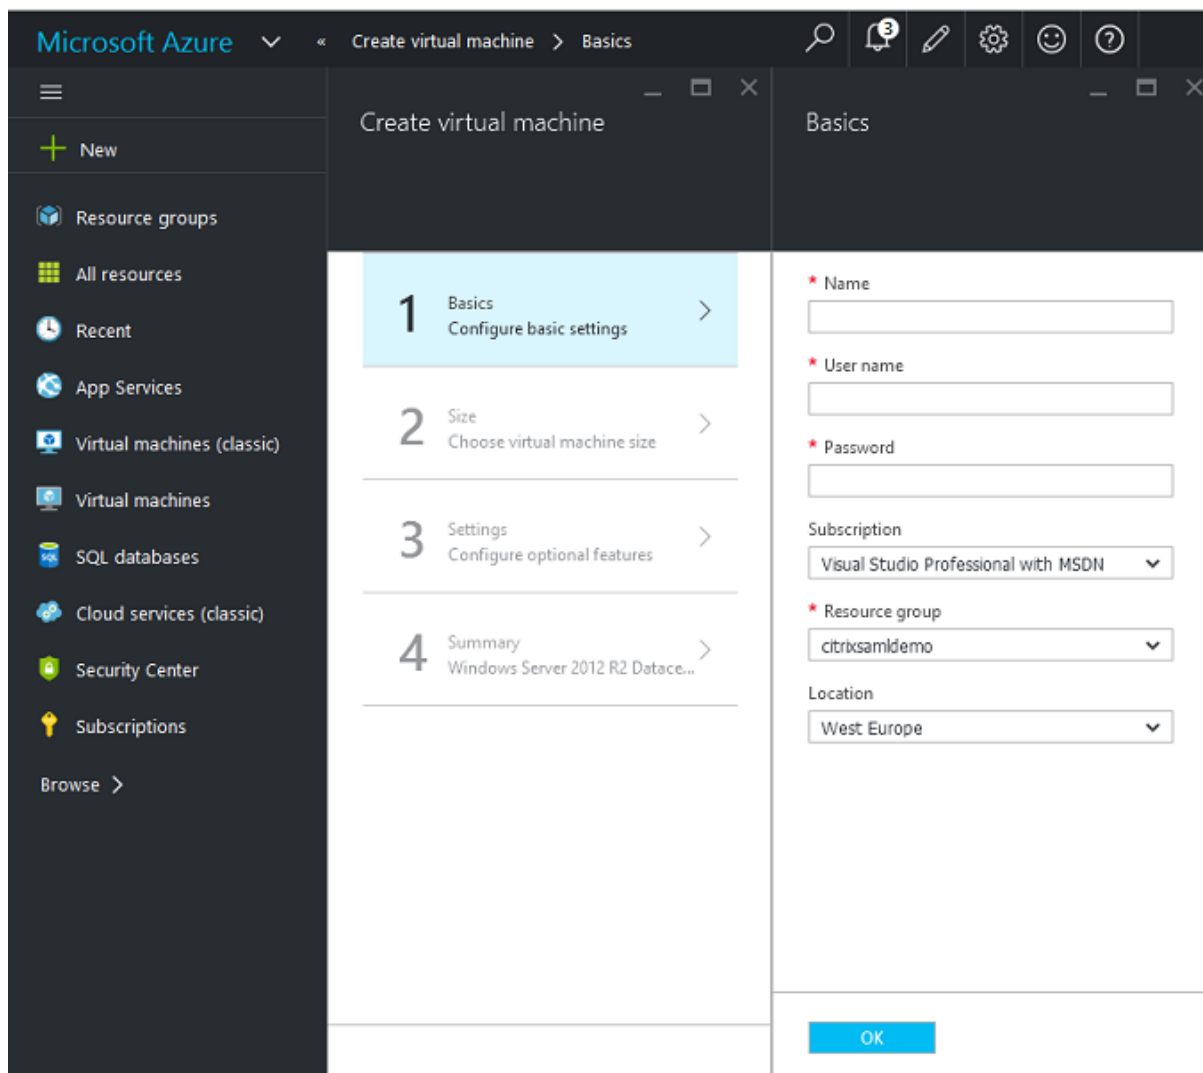 Microsoft Azure
« Create virtual machine > Basics
3
New
Resource groups
All resources
Recent
App Services
Virtual machines (classic)
Virtual machines
SQL databases
Cloud services (classic)
Security Center
Subscriptions
Browse >
Create virtual machine
1
Basics
Configure basic settings
2
Size
Choose virtual machine size
3
Settings
Configure optional features
4
Summary
Windows Server 2012 R2 Datace...
Basics
* Name
* User name
* Password
Subscription
Visual Studio Professional with MSDN
* Resource group
citrixsamldemo
Location
West Europe
OK